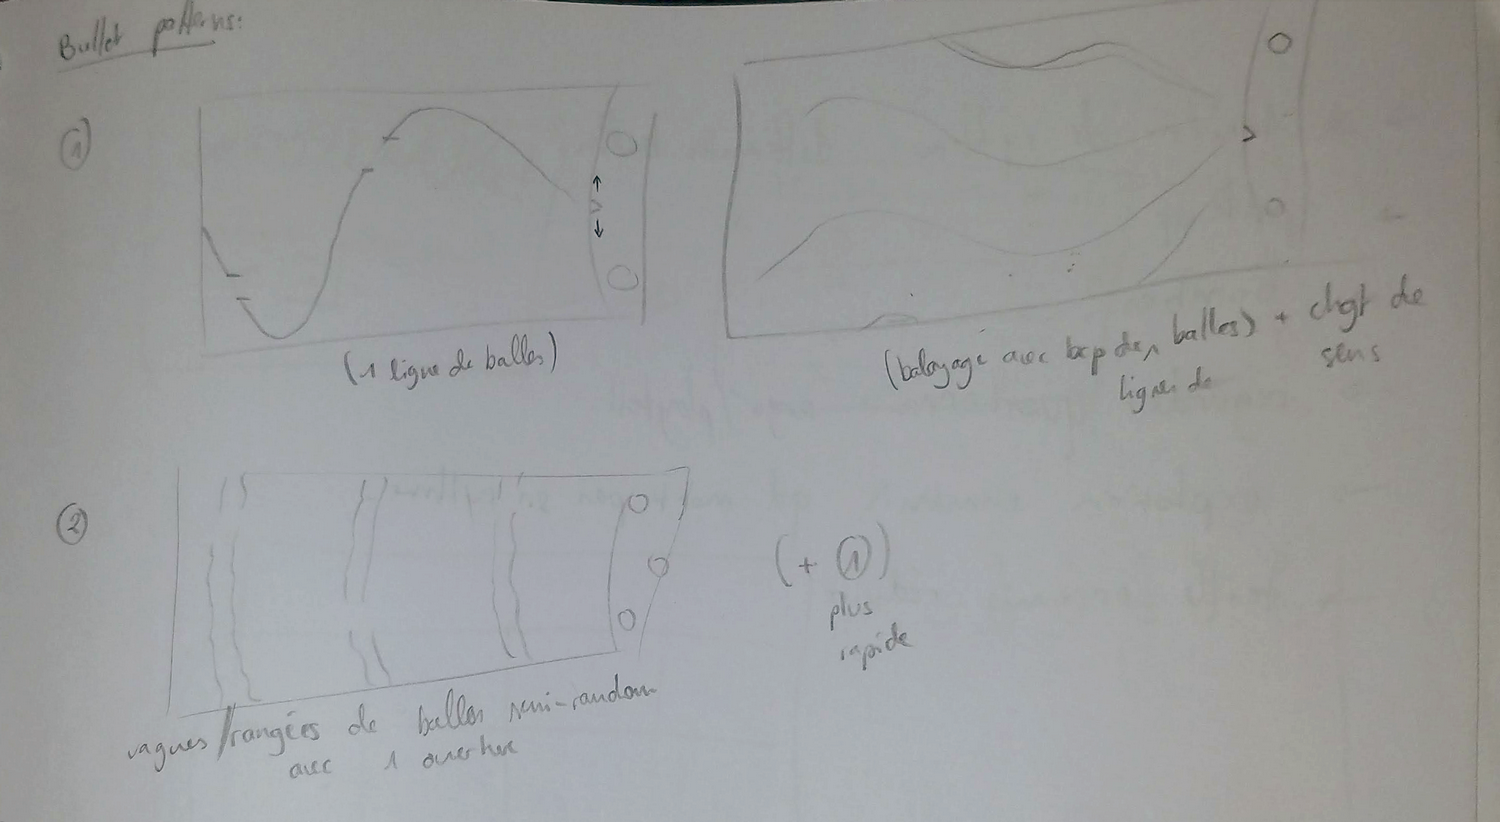 Bullet patterns:
①
(1 ligne de balles)
(balayage avec bcp de lignes de balles) + chgt de
sens
②
(+ ①)
plus
rapide
vagues/rangées de balles semi-random
avec 1 ouverture